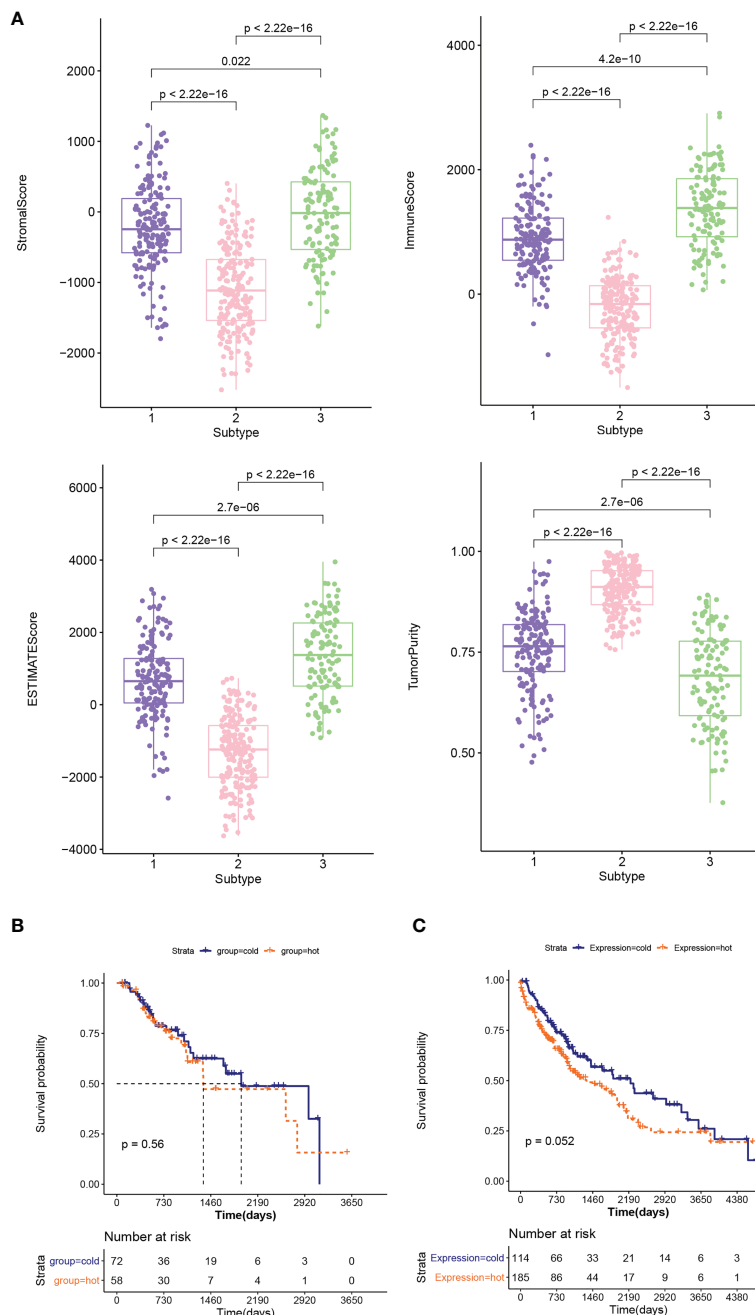 A
StromalScore
2000
1000
0
−1000
−2000
p < 2.22e−16
0.022
p < 2.22e−16
1 2 3
Subtype
ImmuneScore
4000
2000
0
p < 2.22e−16
4.2e−10
p < 2.22e−16
1 2 3
Subtype
ESTIMATEScore
6000
4000
2000
0
−2000
−4000
p < 2.22e−16
2.7e−06
p < 2.22e−16
1 2 3
Subtype
TumorPurity
1.00
0.75
0.50
p < 2.22e−16
2.7e−06
p < 2.22e−16
1 2 3
Subtype
B
Strata group=cold group=hot
Survival probability
1.00
0.75
0.50
0.25
0.00
p = 0.56
0 730 1460 2190 2920 3650
Time(days)
Number at risk
Strata
group=cold 72 36 19 6 3 0
group=hot 58 30 7 4 1 0
0 730 1460 2190 2920 3650
Time(days)
C
Strata Expression=cold Expression=hot
Survival probability
1.00
0.75
0.50
0.25
0.00
p = 0.052
0 730 1460 2190 2920 3650 4380
Time(days)
Number at risk
Strata
Expression=cold 114 66 33 21 14 6 3
Expression=hot 185 86 44 17 9 6 1
0 730 1460 2190 2920 3650 4380
Time(days)